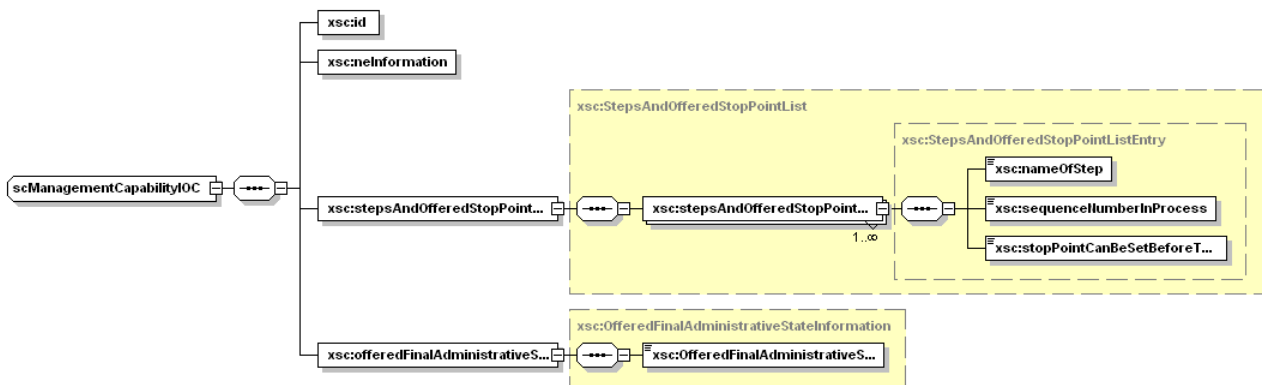 xsc:id
xsc:neInformation
xsc:StepsAndOfferedStopPointList
xsc:StepsAndOfferedStopPointListEntry
xsc:nameOfStep
scManagementCapabilityIOC
xsc:stepsAndOfferedStopPoint...
xsc:stepsAndOfferedStopPoint...
xsc:sequenceNumberInProcess
1..∞
xsc:stopPointCanBeSetBeforeT...
xsc:OfferedFinalAdministrativeStateInformation
xsc:offeredFinalAdministrativeS...
xsc:OfferedFinalAdministrativeS...